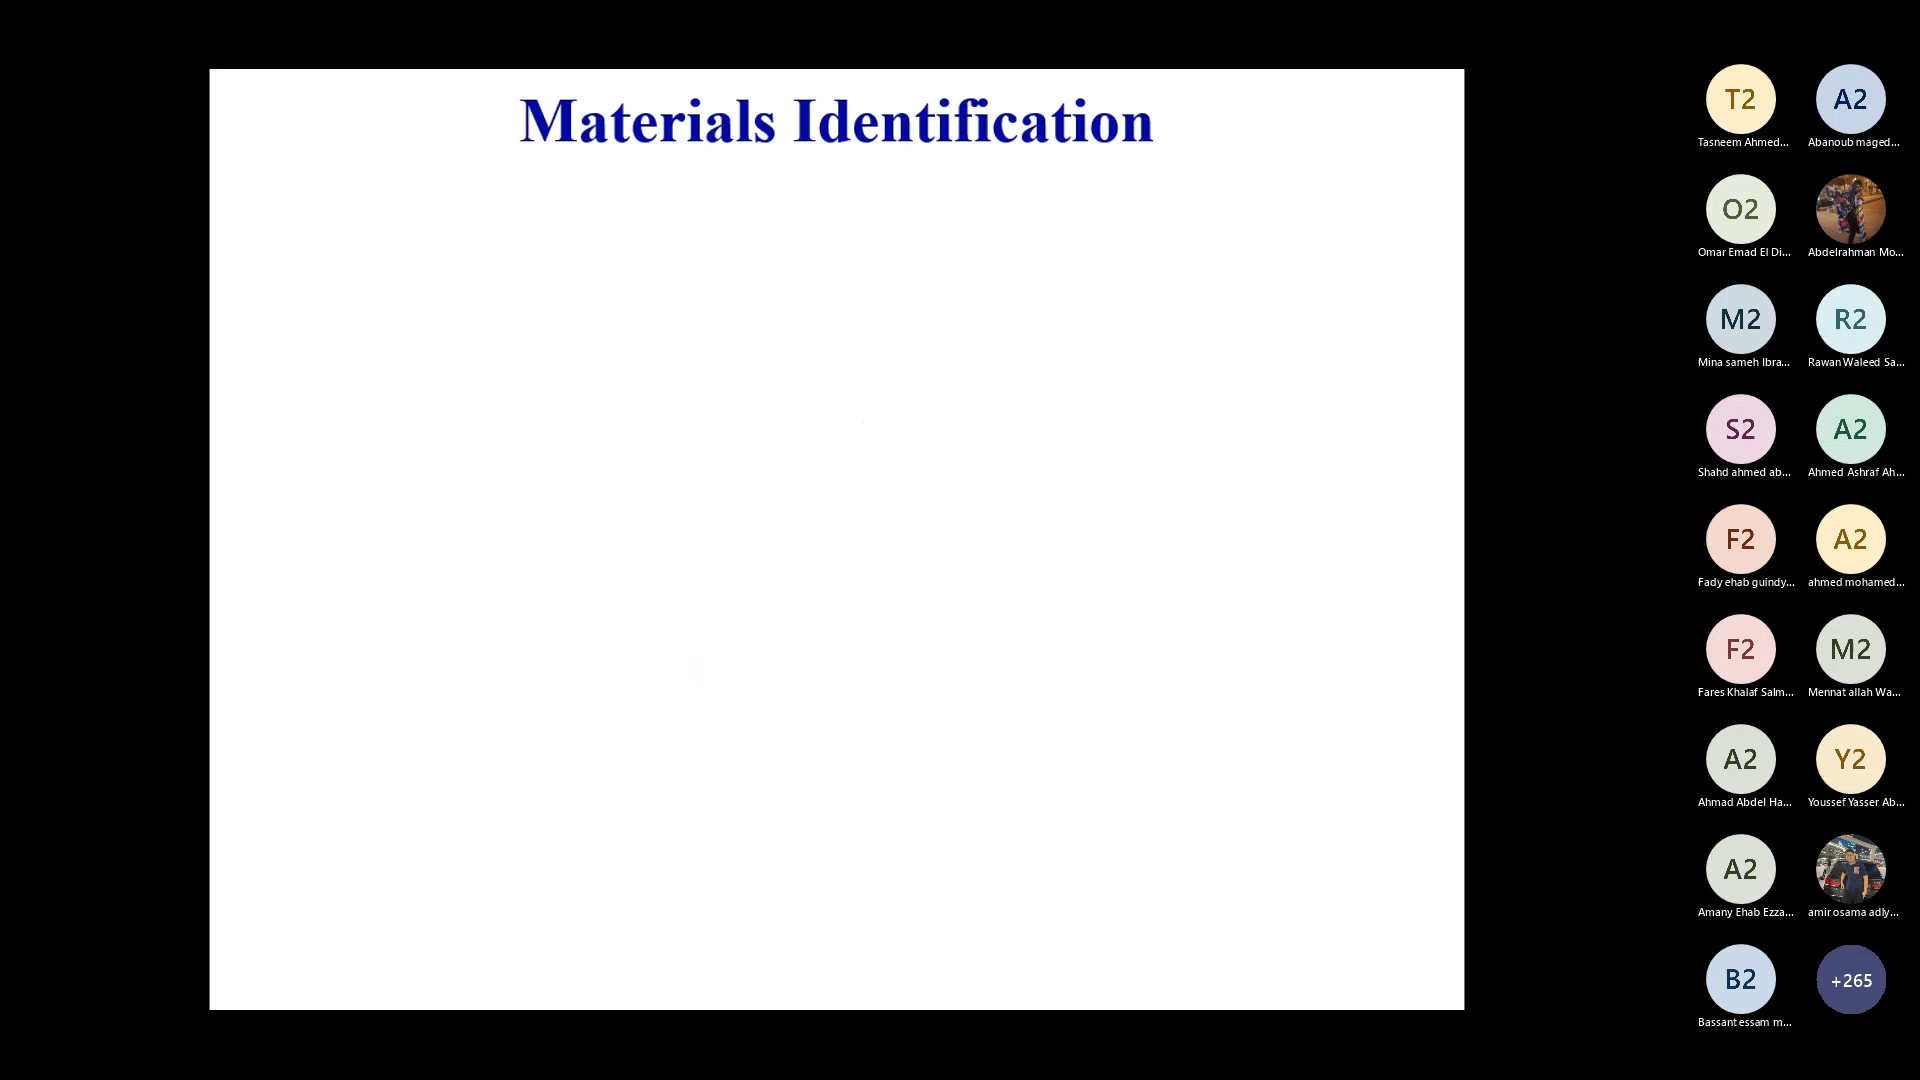 Materials Identification
T2
A2
Tasneem Ahmed...
Abanoub maged...
O2
Omar Emad El Di...
Abdelrahman Mo...
M2
R2
Mina sameh Ibra...
Rawan Waleed Sa...
S2
A2
Shahd ahmed ab...
Ahmed Ashraf Ah...
F2
A2
Fady ehab guindy...
ahmed mohamed...
F2
M2
Fares Khalaf Salm...
Mennat allah Wa...
A2
Y2
Ahmad Abdel Ha...
Youssef Yasser Ab...
A2
Amany Ehab Ezza...
amir osama adly...
B2
+265
Bassant essam m...